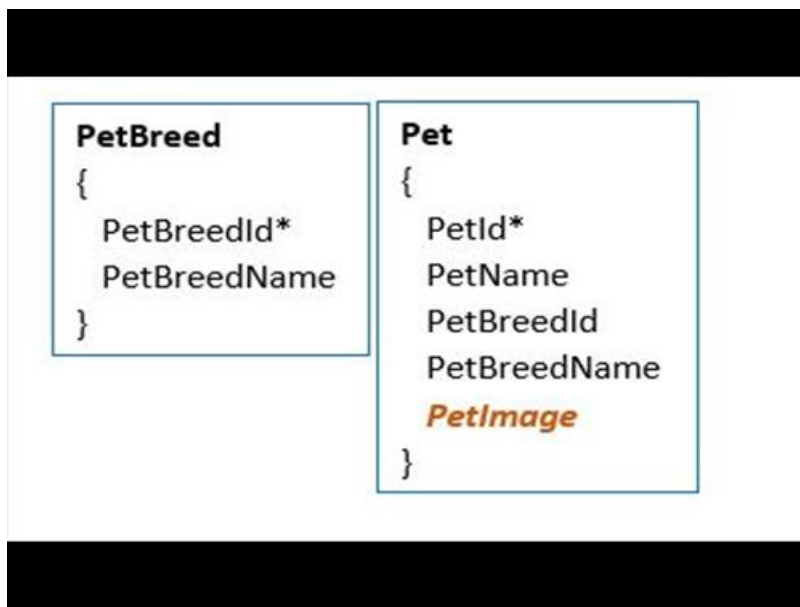 PetBreed
{
PetBreedId*
PetBreedName
}
Pet
{
PetId*
PetName
PetBreedId
PetBreedName
PetImage
}